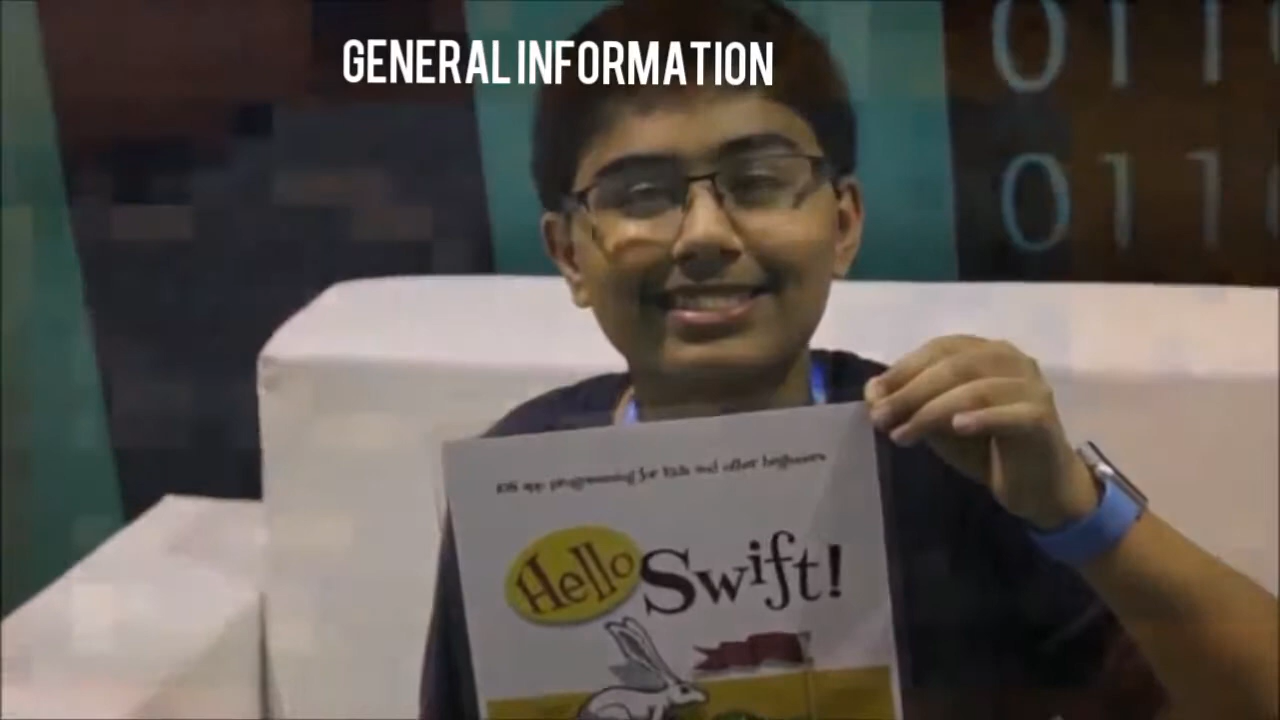 GENERAL INFORMATION
0110
0110
iOS app programming for kids and other beginners
Hello Swift!